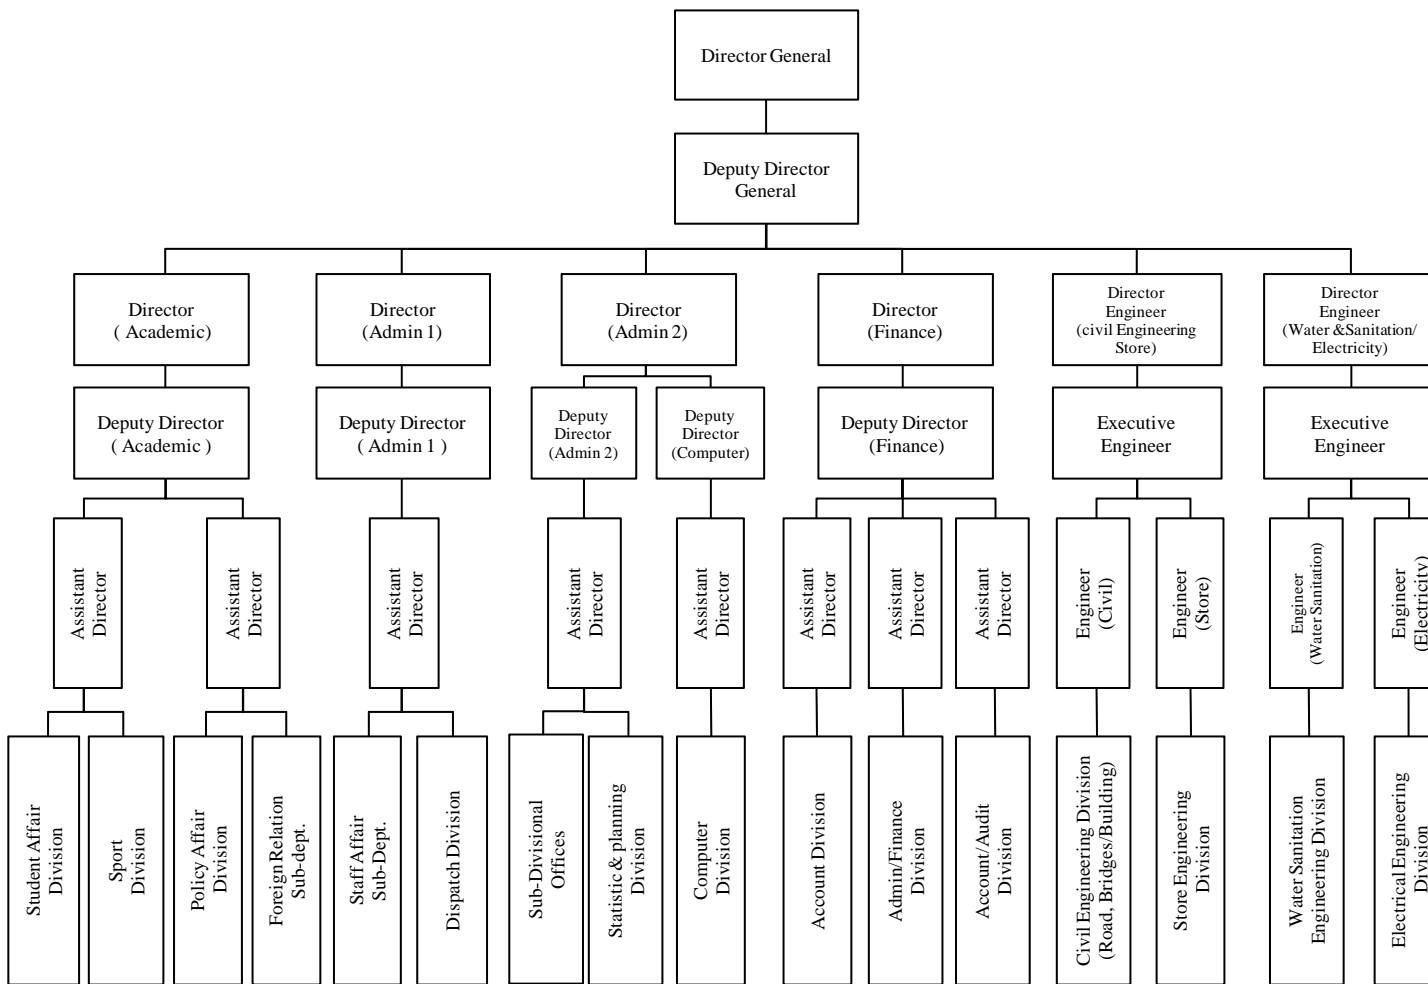 Director General
Deputy Director
General
Director
( Academic)
Director
(Admin 1)
Director
(Admin 2)
Director
(Finance)
Director
Engineer
(civil Engineering
Store)
Director
Engineer
(Water &Sanitation/
Electricity)
Deputy Director
( Academic )
Deputy Director
( Admin 1 )
Deputy
Director
(Admin 2)
Deputy
Director
(Computer)
Deputy Director
(Finance)
Executive
Engineer
Executive
Engineer
Assistant
Director
Assistant
Director
Assistant
Director
Assistant
Director
Assistant
Director
Assistant
Director
Assistant
Director
Assistant
Director
Engineer
(Civil)
Engineer
(Store)
Engineer
(Water Sanitation)
Engineer
(Electricity)
Student Affair
Division
Sport
Division
Policy Affair
Division
Foreign Relation
Sub-dept.
Staff Affair
Sub-Dept.
Dispatch Division
Sub-Divisional
Offices
Statistic & planning
Division
Computer
Division
Account Division
Admin/Finance
Division
Account/Audit
Division
Civil Engineering Division
(Road, Bridges/Building)
Store Engineering
Division
Water Sanitation
Engineering Division
Electrical Engineering
Division